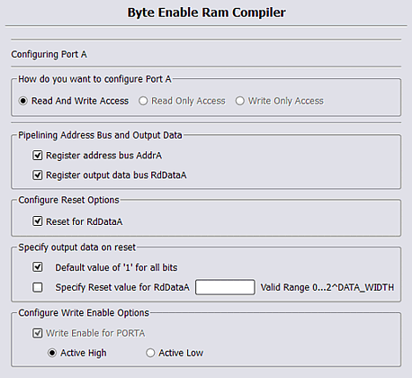 Byte Enable Ram Compiler
Configuring Port A
How do you want to configure Port A
Read And Write Access Read Only Access Write Only Access
Pipelining Address Bus and Output Data
Register address bus AddrA
Register output data bus RdDataA
Configure Reset Options
Reset for RdDataA
Specify output data on reset
Default value of '1' for all bits
Specify Reset value for RdDataA Valid Range 0...2^DATA_WIDTH
Configure Write Enable Options
Write Enable for PORTA
Active High Active Low